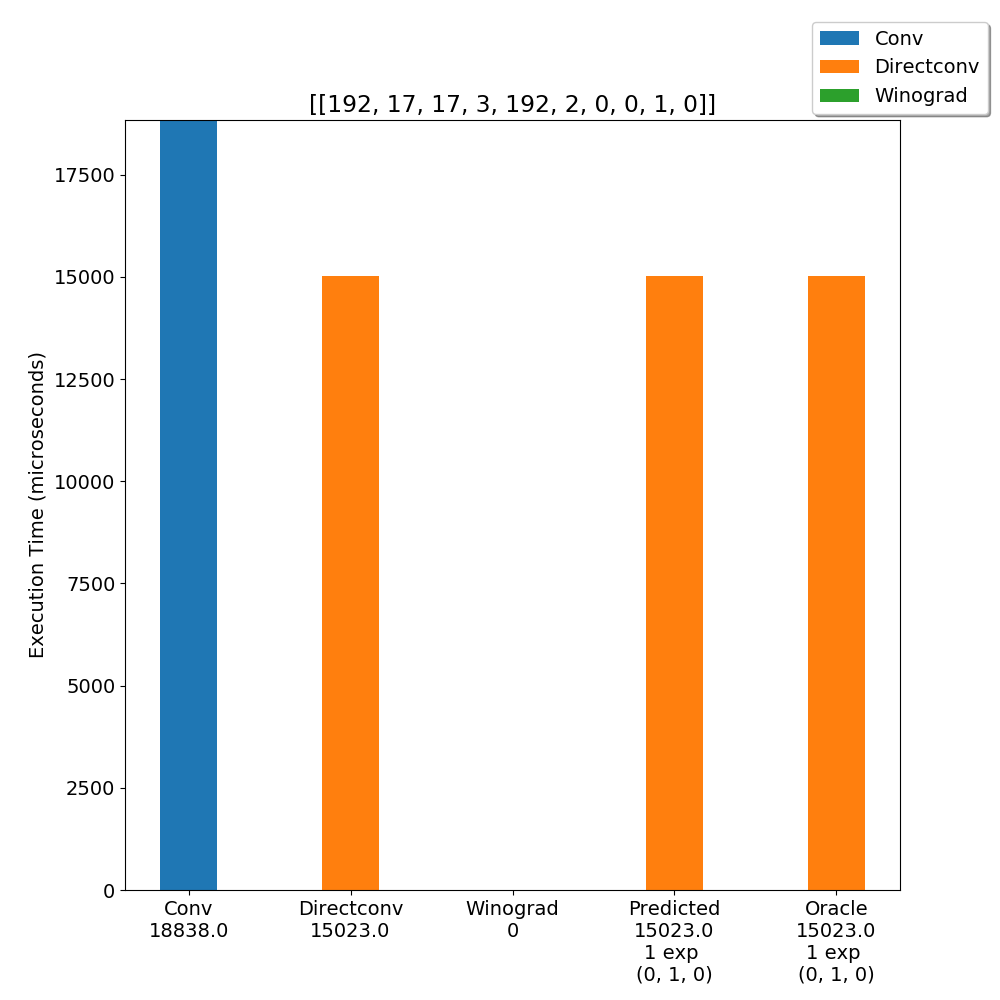 Conv
Directconv
Winograd
[[192, 17, 17, 3, 192, 2, 0, 0, 1, 0]]
Execution Time (microseconds)
17500
15000
12500
10000
7500
5000
2500
0
Conv
18838.0
Directconv
15023.0
Winograd
0
Predicted
15023.0
1 exp
(0, 1, 0)
Oracle
15023.0
1 exp
(0, 1, 0)